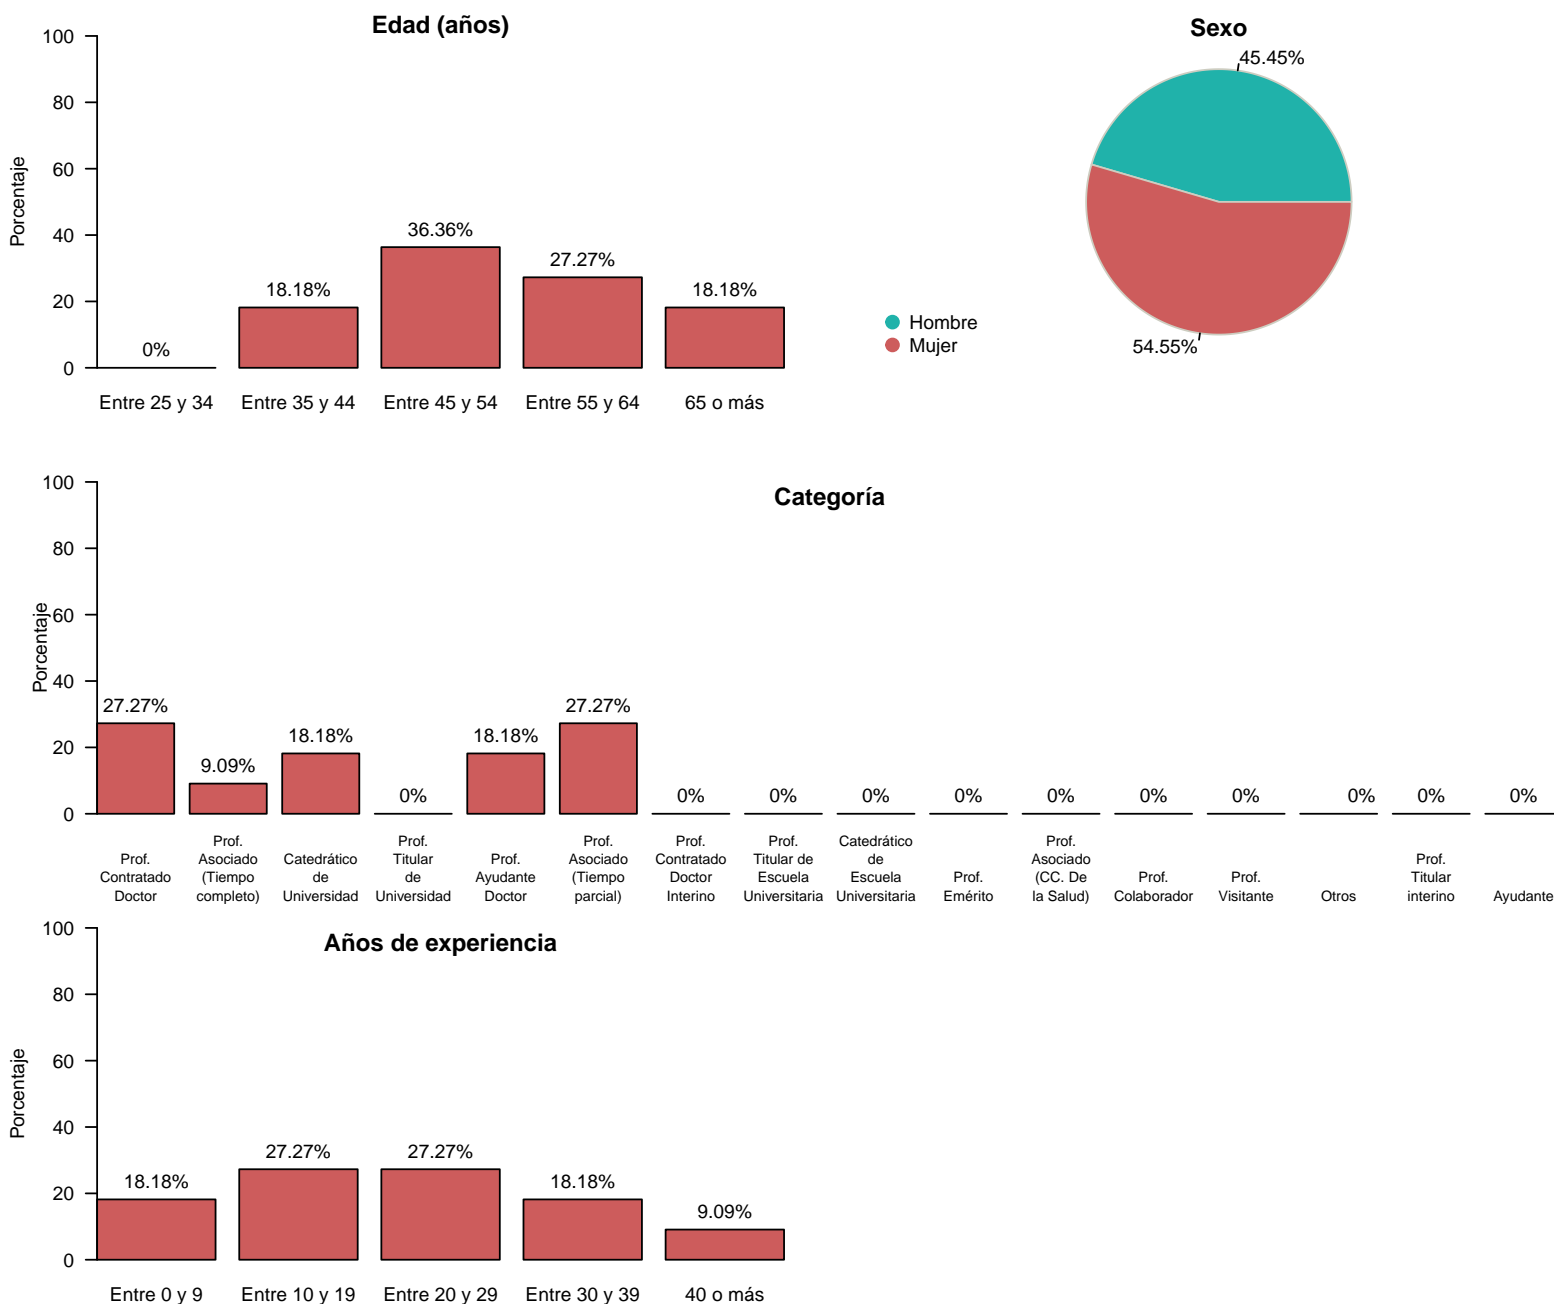 Edad (años)
Porcentaje
100
80
60
40
20
0
0%
18.18%
36.36%
27.27%
18.18%
Entre 25 y 34
Entre 35 y 44
Entre 45 y 54
Entre 55 y 64
65 o más
Sexo
45.45%
54.55%
Hombre
Mujer
Categoría
Porcentaje
100
80
60
40
20
0
27.27%
9.09%
18.18%
0%
18.18%
27.27%
0%
0%
0%
0%
0%
0%
0%
0%
0%
0%
Prof.
Contratado
Doctor
Prof.
Asociado
(Tiempo
completo)
Catedrático
de
Universidad
Prof.
Titular
de
Universidad
Prof.
Ayudante
Doctor
Prof.
Asociado
(Tiempo
parcial)
Prof.
Contratado
Doctor
Interino
Prof.
Titular de
Escuela
Universitaria
Catedrático
de
Escuela
Universitaria
Prof.
Emérito
Prof.
Asociado
(CC. De
la Salud)
Prof.
Colaborador
Prof.
Visitante
Otros
Prof.
Titular
interino
Ayudante
Años de experiencia
Porcentaje
100
80
60
40
20
0
18.18%
27.27%
27.27%
18.18%
9.09%
Entre 0 y 9
Entre 10 y 19
Entre 20 y 29
Entre 30 y 39
40 o más